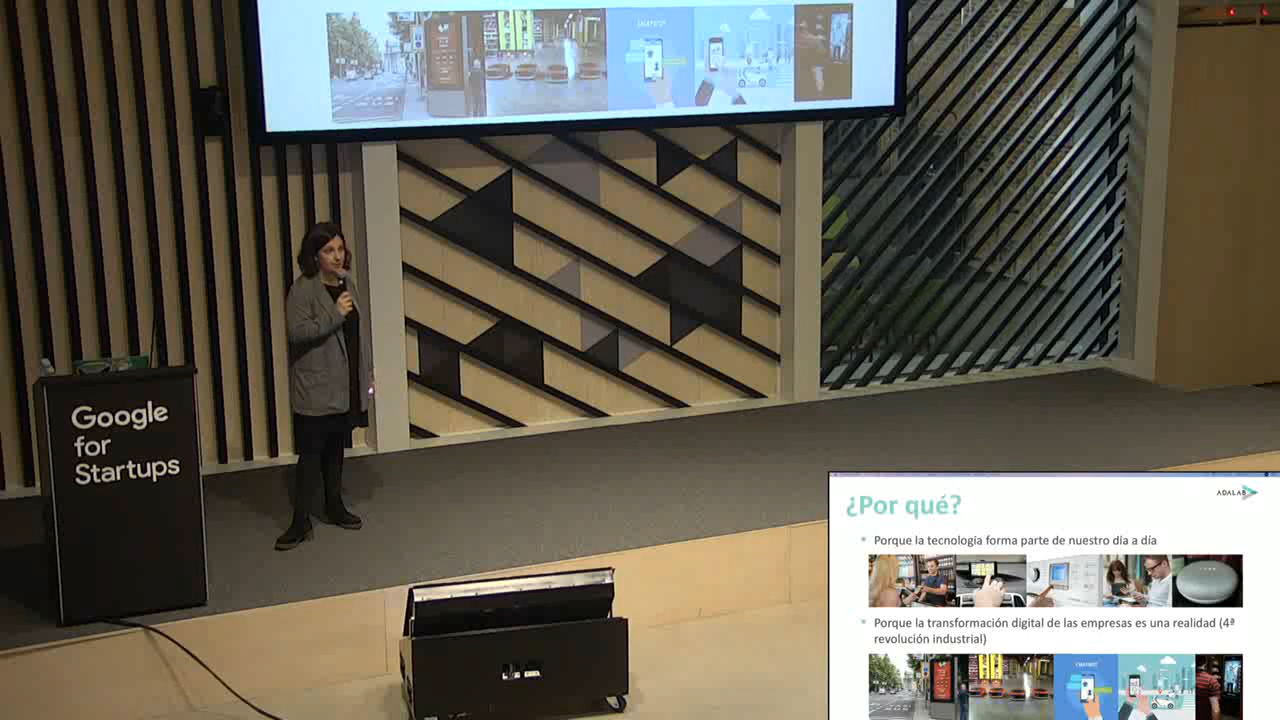 Google
for
Startups
¿Por qué?
ADALAB
Porque la tecnología forma parte de nuestro día a día
Porque la transformación digital de las empresas es una realidad (4ª
revolución industrial)
CHATBOT